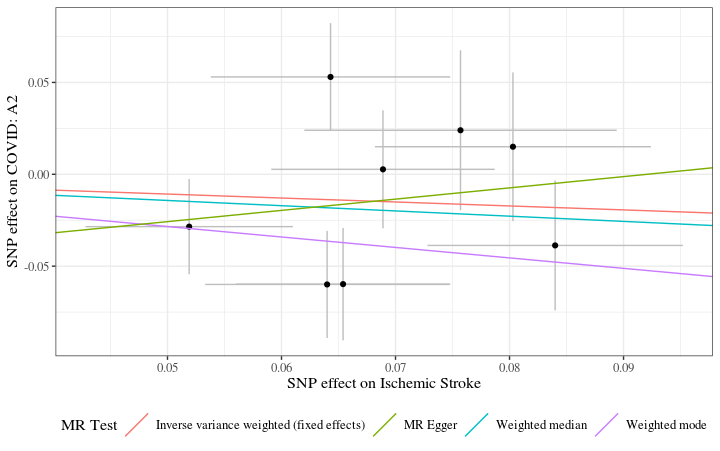 SNP effect on COVID: A2
0.05
0.00
-0.05
0.05 0.06 0.07 0.08 0.09
SNP effect on Ischemic Stroke
MR Test Inverse variance weighted (fixed effects) MR Egger Weighted median Weighted mode